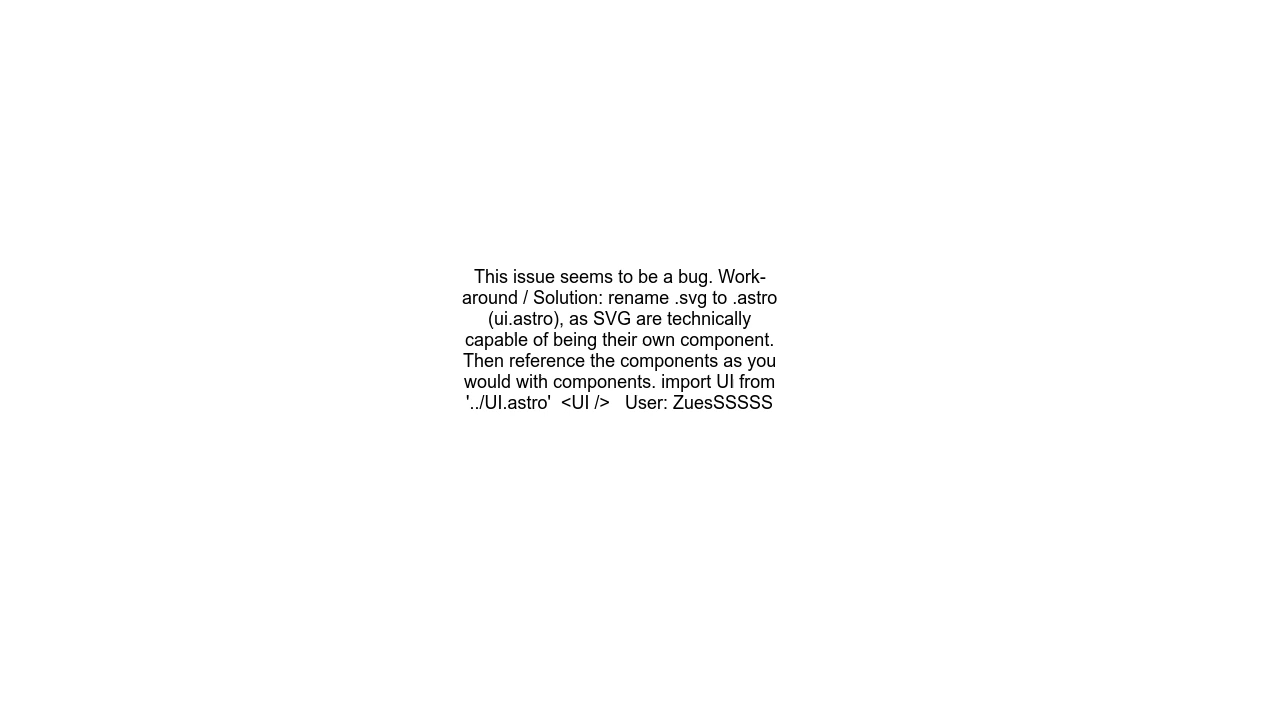 This issue seems to be a bug. Work-
around / Solution: rename .svg to .astro
(ui.astro), as SVG are technically
capable of being their own component.
Then reference the components as you
would with components. import UI from
'../UI.astro'  <UI />   User: ZuesSSSSS